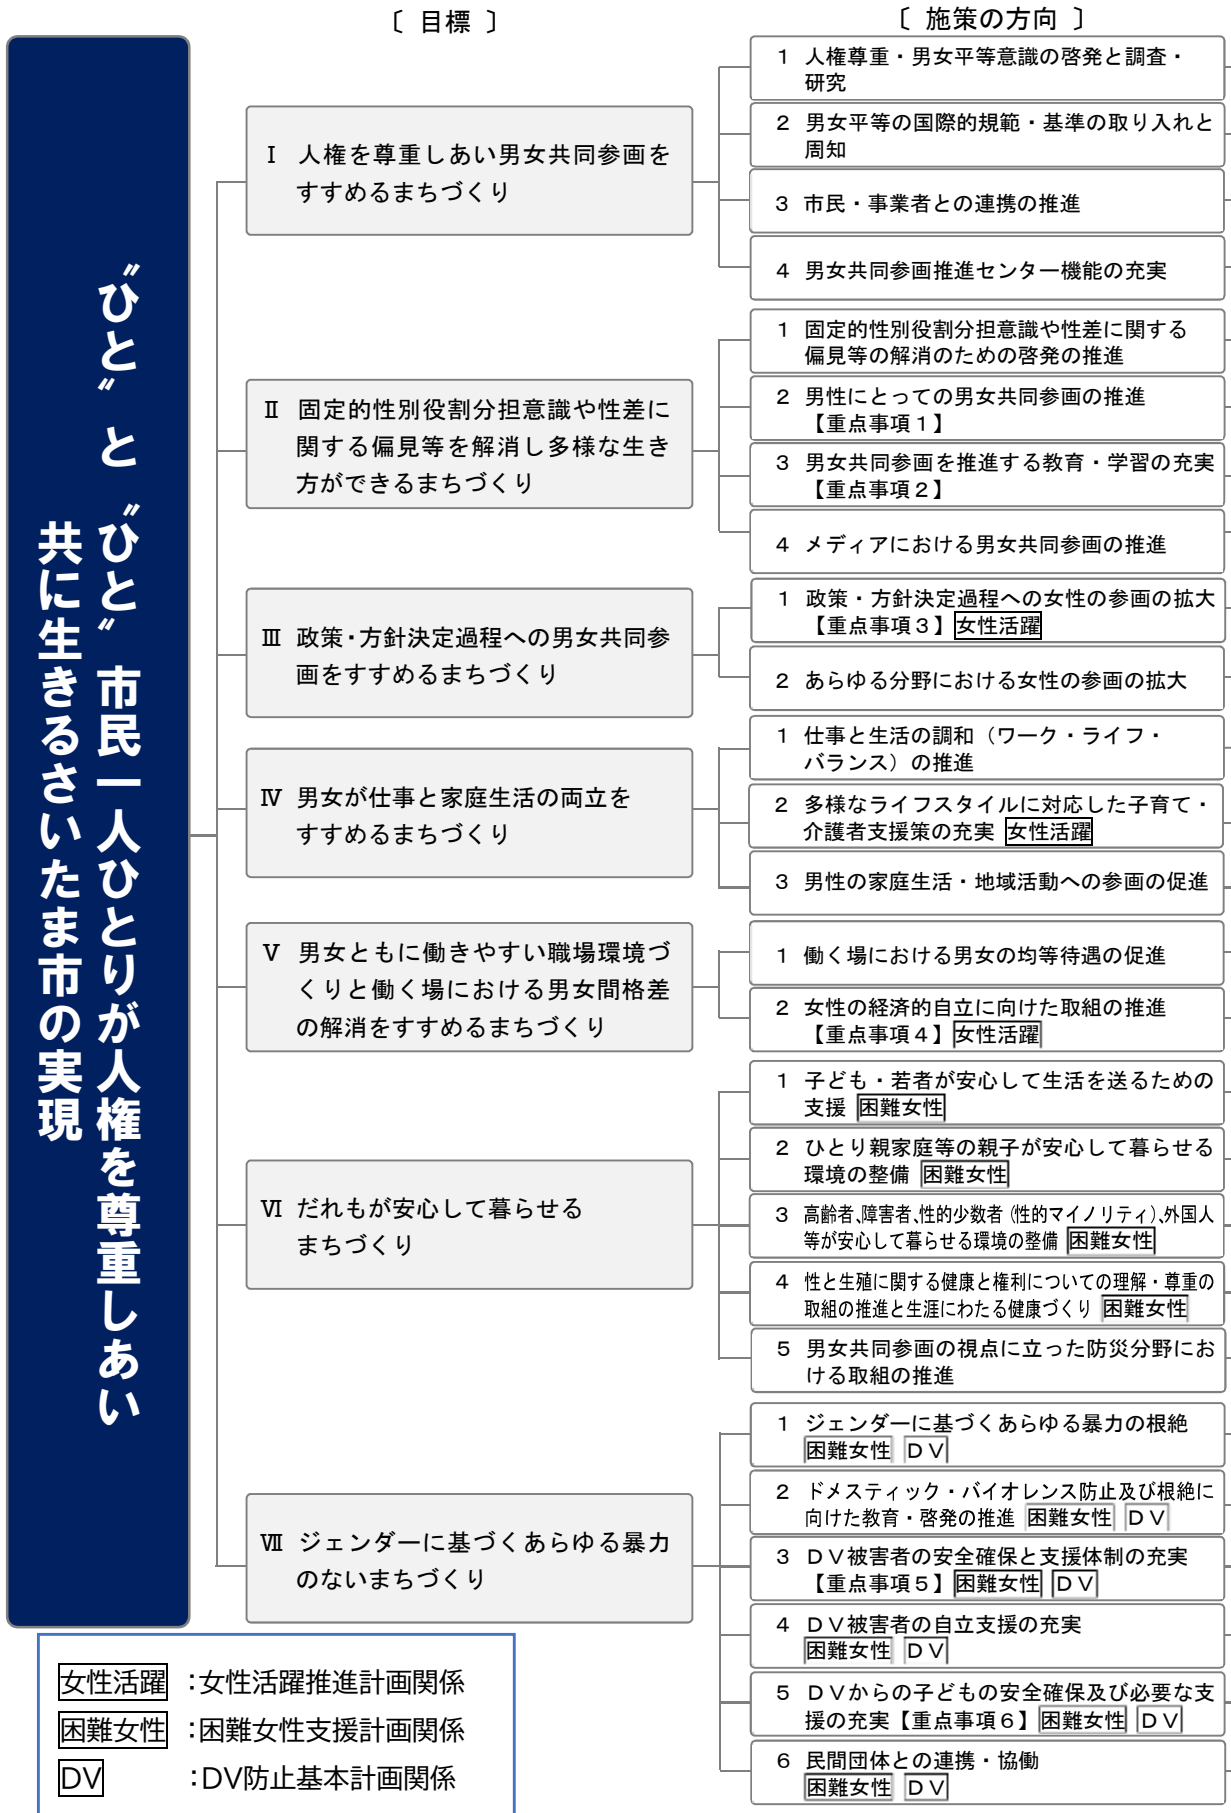 〔 目標 〕
〔 施策の方向 〕
〝ひと〟と〝ひと〟市民一人ひとりが人権を尊重しあい
共に生きるさいたま市の実現
Ⅰ 人権を尊重しあい男女共同参画を
すすめるまちづくり
1 人権尊重・男女平等意識の啓発と調査・
研究
2 男女平等の国際的規範・基準の取り入れと
周知
3 市民・事業者との連携の推進
4 男女共同参画推進センター機能の充実
Ⅱ 固定的性別役割分担意識や性差に
関する偏見等を解消し多様な生き
方ができるまちづくり
1 固定的性別役割分担意識や性差に関する
偏見等の解消のための啓発の推進
2 男性にとっての男女共同参画の推進
【重点事項1】
3 男女共同参画を推進する教育・学習の充実
【重点事項2】
4 メディアにおける男女共同参画の推進
Ⅲ 政策・方針決定過程への男女共同参
画をすすめるまちづくり
1 政策・方針決定過程への女性の参画の拡大
【重点事項3】 女性活躍
2 あらゆる分野における女性の参画の拡大
Ⅳ 男女が仕事と家庭生活の両立を
すすめるまちづくり
1 仕事と生活の調和（ワーク・ライフ・
バランス）の推進
2 多様なライフスタイルに対応した子育て・
介護者支援策の充実 女性活躍
3 男性の家庭生活・地域活動への参画の促進
Ⅴ 男女ともに働きやすい職場環境づ
くりと働く場における男女間格差
の解消をすすめるまちづくり
1 働く場における男女の均等待遇の促進
2 女性の経済的自立に向けた取組の推進
【重点事項4】 女性活躍
Ⅵ だれもが安心して暮らせる
まちづくり
1 子ども・若者が安心して生活を送るための
支援 困難女性
2 ひとり親家庭等の親子が安心して暮らせる
環境の整備 困難女性
3 高齢者、障害者、性的少数者（性的マイノリティ）、外国人
等が安心して暮らせる環境の整備 困難女性
4 性と生殖に関する健康と権利についての理解・尊重の
取組の推進と生涯にわたる健康づくり 困難女性
5 男女共同参画の視点に立った防災分野にお
ける取組の推進
Ⅶ ジェンダーに基づくあらゆる暴力
のないまちづくり
1 ジェンダーに基づくあらゆる暴力の根絶
困難女性 ＤＶ
2 ドメスティック・バイオレンス防止及び根絶に
向けた教育・啓発の推進 困難女性 ＤＶ
3 ＤＶ被害者の安全確保と支援体制の充実
【重点事項5】 困難女性 ＤＶ
4 ＤＶ被害者の自立支援の充実
困難女性 ＤＶ
5 ＤＶからの子どもの安全確保及び必要な支
援の充実【重点事項6】 困難女性 ＤＶ
6 民間団体との連携・協働
困難女性 ＤＶ
女性活躍 ：女性活躍推進計画関係
困難女性 ：困難女性支援計画関係
DV ：DV防止基本計画関係